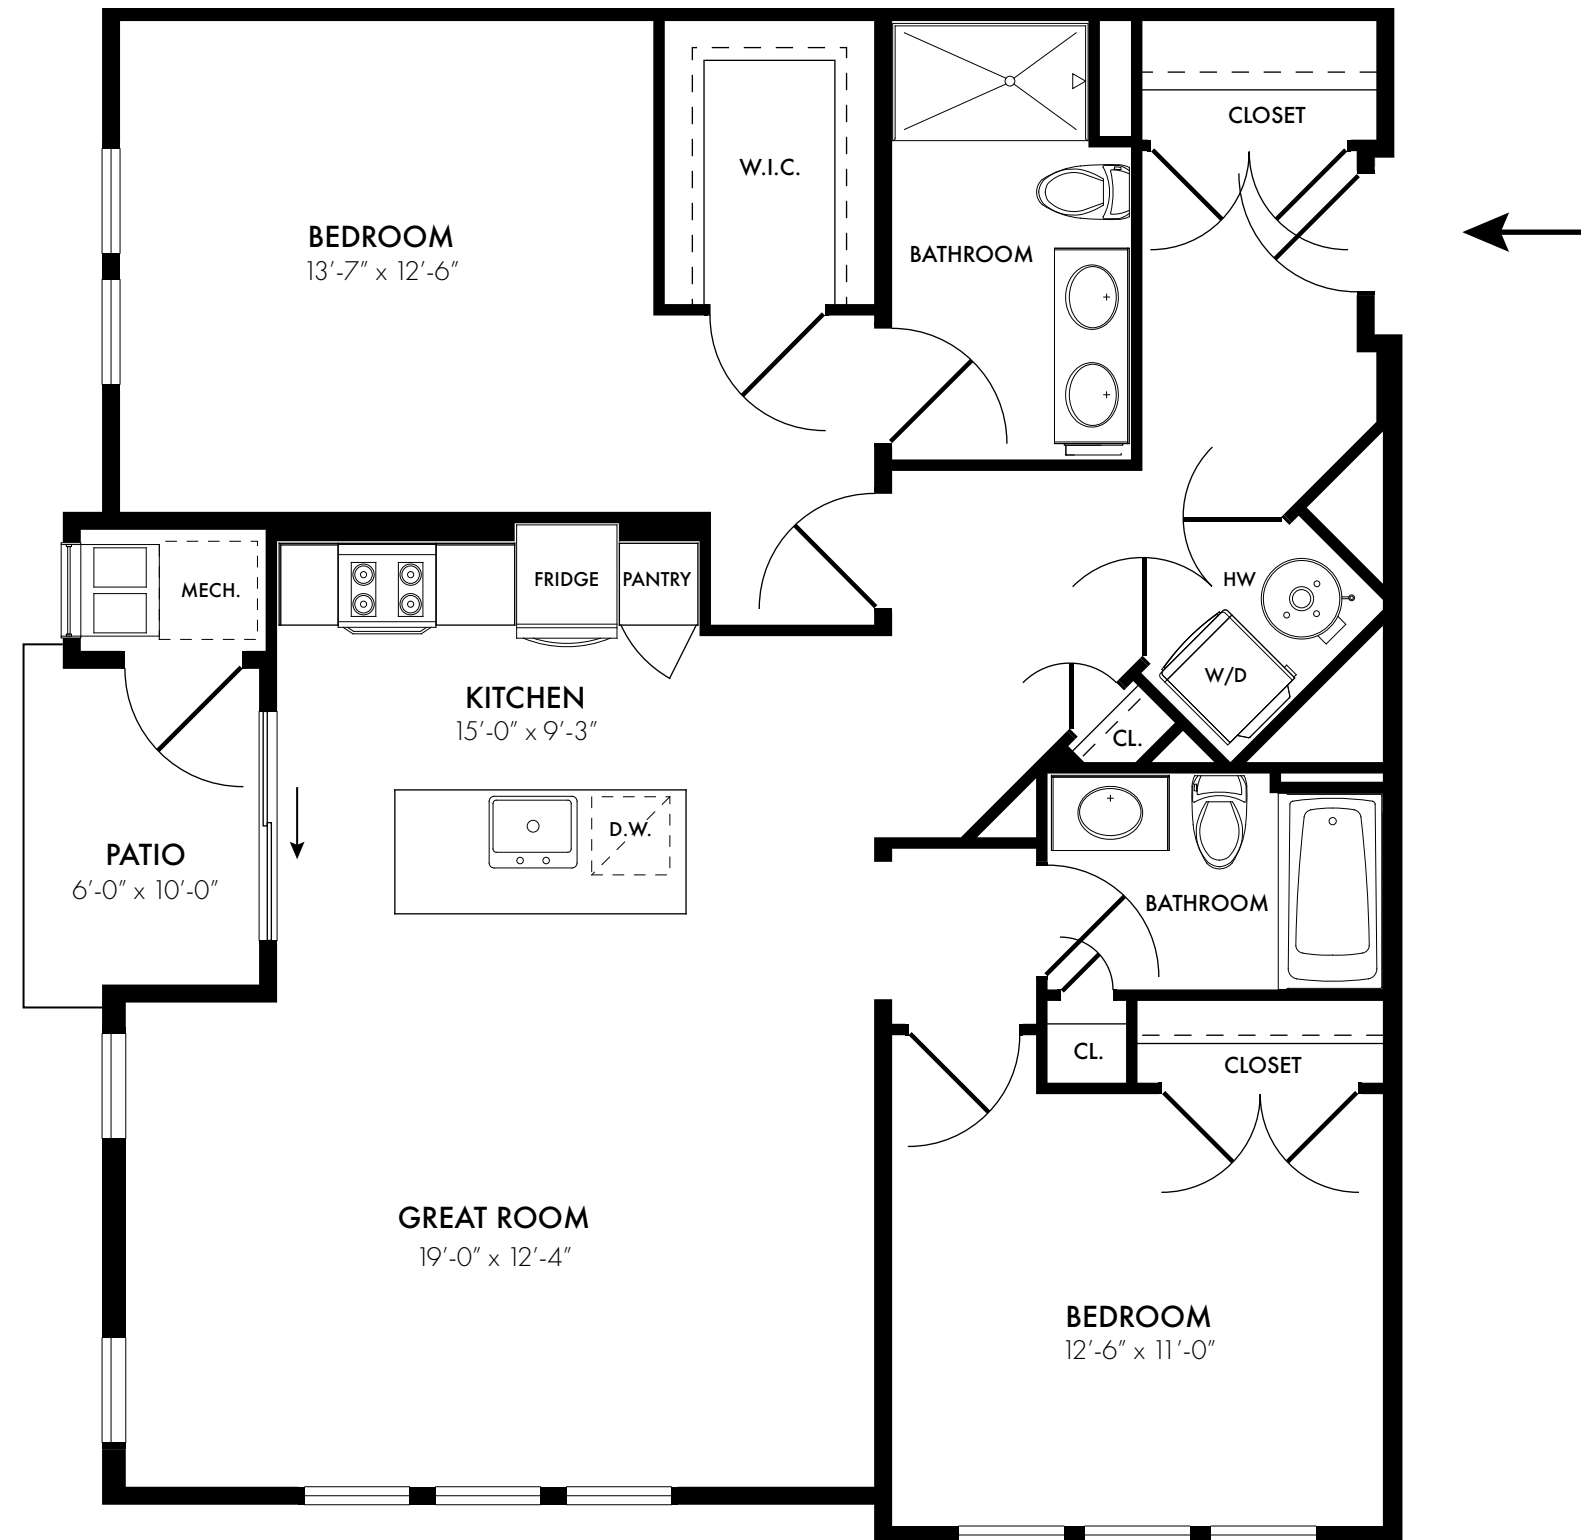 CLOSET
W.I.C.
BEDROOM
13'-7" x 12'-6"
BATHROOM
MECH.
FRIDGE
PANTRY
HW
W/D
KITCHEN
15'-0" x 9'-3"
CL.
D.W.
PATIO
6'-0" x 10'-0"
BATHROOM
CL.
CLOSET
GREAT ROOM
19'-0" x 12'-4"
BEDROOM
12'-6" x 11'-0"